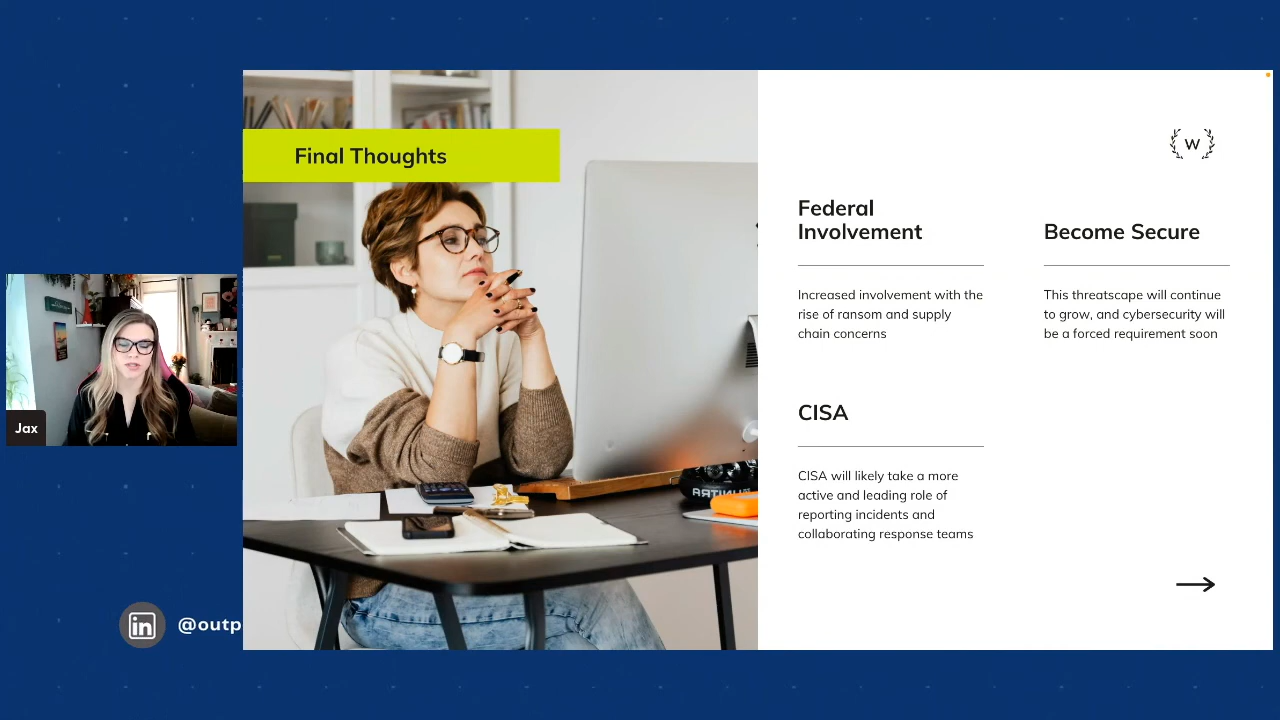 Final Thoughts
W
Federal
Involvement
Increased involvement with the
rise of ransom and supply
chain concerns
Become Secure
This threatscape will continue
to grow, and cybersecurity will
be a forced requirement soon
CISA
CISA will likely take a more
active and leading role of
reporting incidents and
collaborating response teams
Jax
in
@outp